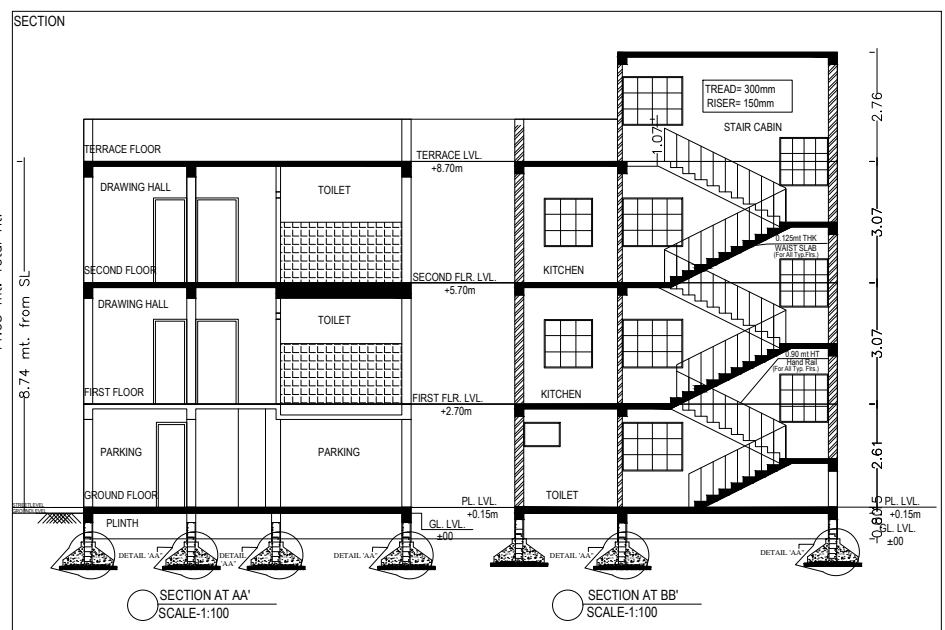 SECTION
TREAD= 300mm
RISER= 150mm
STAIR CABIN
2.76
1.07
TERRACE FLOOR
TERRACE LVL.
+8.70m
DRAWING HALL
TOILET
3.07
0.125mt THK
WAIST SLAB
(For All Typ.Flrs.)
SECOND FLOOR
SECOND FLR. LVL.
+5.70m
KITCHEN
8.74 mt. from SL
DRAWING HALL
TOILET
3.07
0.90 mt HT
Hand Rail
(For All Typ. Flrs.)
FIRST FLOOR
FIRST FLR. LVL.
+2.70m
KITCHEN
PARKING
PARKING
2.61
GROUND FLOOR
TOILET
PL. LVL.
+0.15m
PL. LVL.
+0.15m
PLINTH
GL. LVL.
±00
GL. LVL.
±00
DETAIL 'AA'
DETAIL
'AA'
DETAIL 'AA'
DETAIL 'AA'
DETAIL 'AA'
SECTION AT AA'
SCALE-1:100
SECTION AT BB'
SCALE-1:100